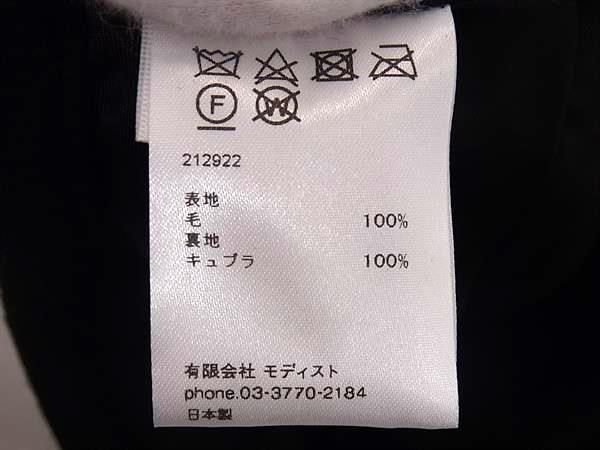 F W
212922
表地
毛 100%
裏地
キュプラ 100%
有限会社 モディスト
phone.03-3770-2184
日本製